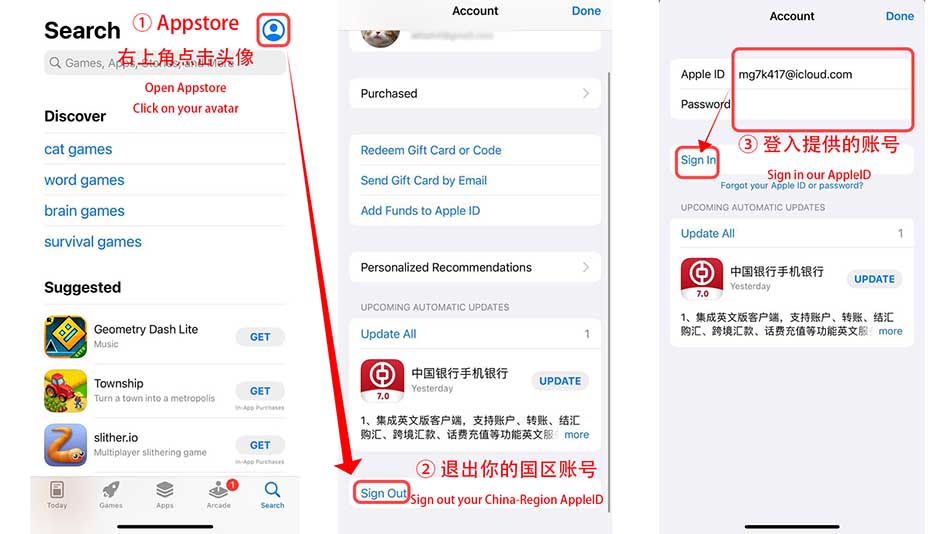 Search
① Appstore
右上角点击头像
Games, Apps, Stories, and More
Open Appstore
Click on your avatar
Discover
cat games
word games
brain games
survival games
Suggested
Geometry Dash Lite
Music
GET
Township
Turn a town into a metropolis
GET
In-App Purchases
slither.io
Multiplayer slithering game
GET
In-App Purchases
Today
Games
Apps
Arcade
1
Search
Account
Done
Purchased
Redeem Gift Card or Code
Send Gift Card by Email
Add Funds to Apple ID
Personalized Recommendations
UPCOMING AUTOMATIC UPDATES
Update All
1
7.0
中国银行手机银行
Yesterday
UPDATE
1、集成英文版客户端，支持账户、转账、结汇
购汇、跨境汇款、话费充值等功能英文服 more
② 退出你的国区账号
Sign Out
Sign out your China-Region AppleID
Account
Done
Apple ID
mg7k417@icloud.com
Password
③ 登入提供的账号
Sign In
Sign in our AppleID
Forgot your Apple ID or password?
UPCOMING AUTOMATIC UPDATES
Update All
1
7.0
中国银行手机银行
Yesterday
UPDATE
1、集成英文版客户端，支持账户、转账、结汇
购汇、跨境汇款、话费充值等功能英文服 more